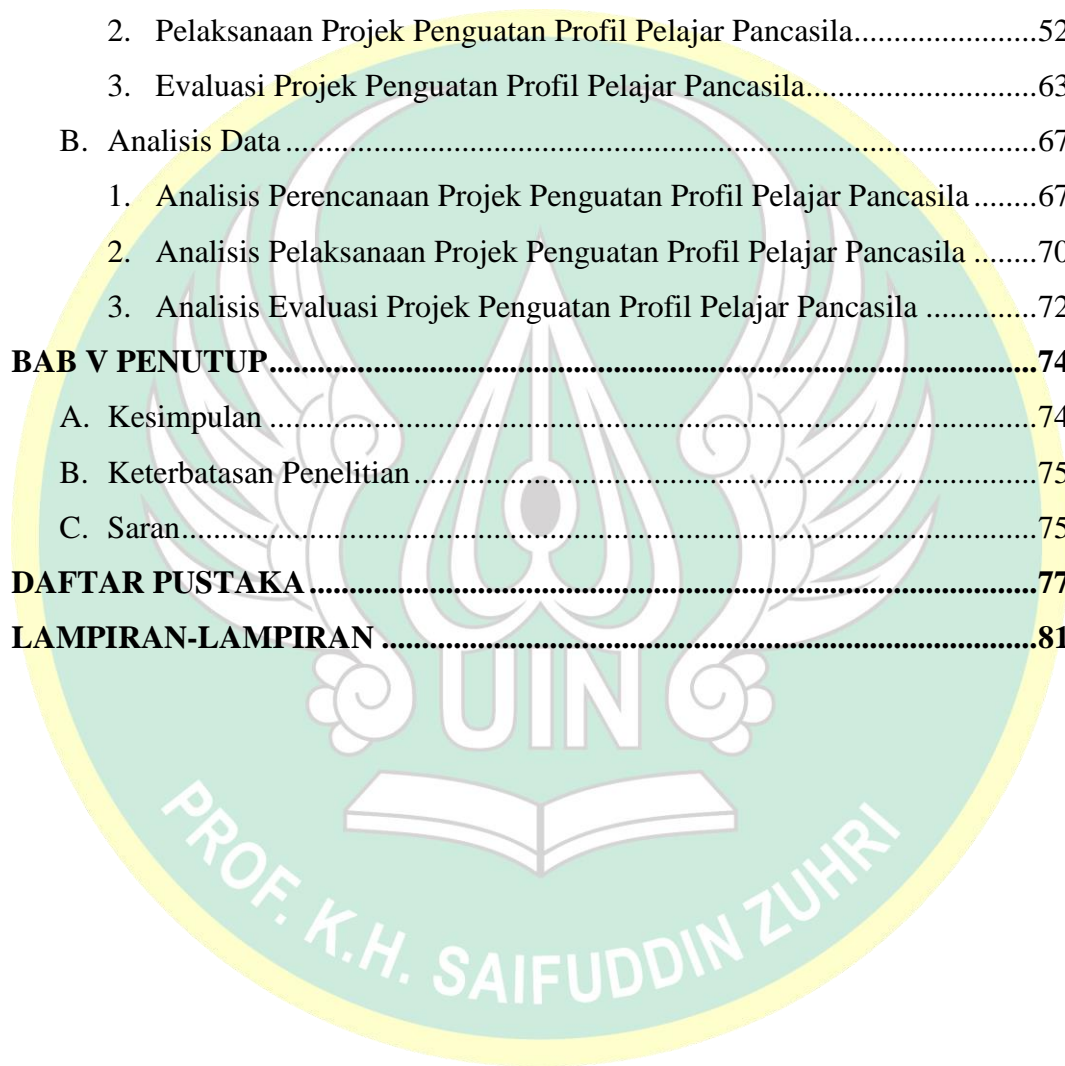 2. Pelaksanaan Projek Penguatan Profil Pelajar Pancasila......................52
3. Evaluasi Projek Penguatan Profil Pelajar Pancasila...........................63
B. Analisis Data ........................................................................................67
1. Analisis Perencanaan Projek Penguatan Profil Pelajar Pancasila ........67
2. Analisis Pelaksanaan Projek Penguatan Profil Pelajar Pancasila ........70
3. Analisis Evaluasi Projek Penguatan Profil Pelajar Pancasila .............72
BAB V PENUTUP.........................................................................................74
A. Kesimpulan ..........................................................................................74
B. Keterbatasan Penelitian.........................................................................75
C. Saran.....................................................................................................75
DAFTAR PUSTAKA ....................................................................................77
LAMPIRAN-LAMPIRAN ............................................................................81
UIN
PROF. K.H. SAIFUDDIN ZUHRI